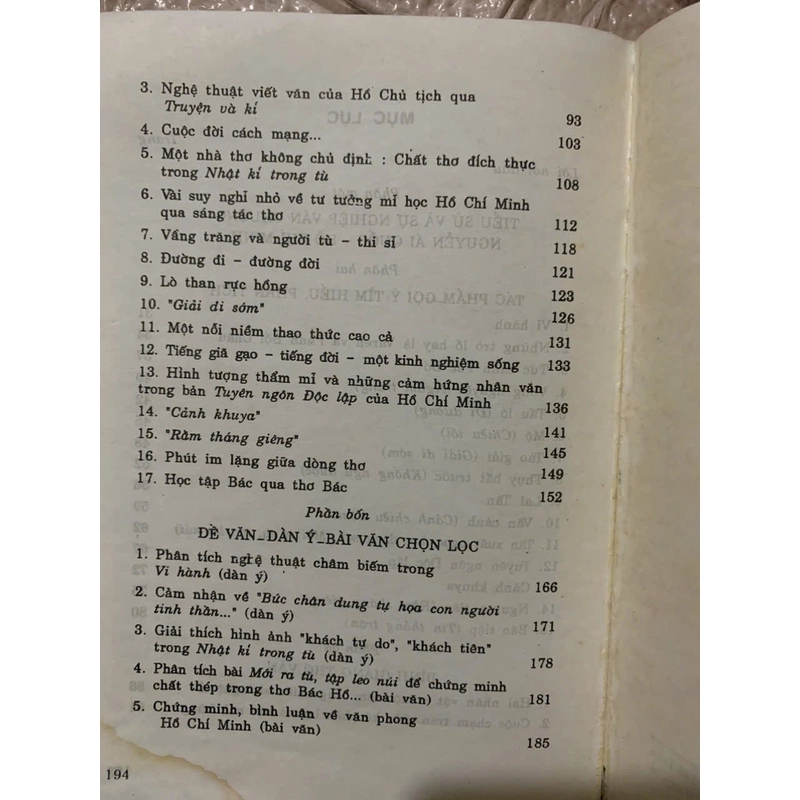 3. Nghệ thuật viết văn của Hồ Chủ tịch qua
Truyện và kí 93
4. Cuộc đời cách mạng... 103
5. Một nhà thơ không chủ định : Chất thơ đích thực
trong Nhật kí trong tù 108
6. Vài suy nghĩ nhỏ về tư tưởng mĩ học Hồ Chí Minh
qua sáng tác thơ 112
7. Vầng trăng và người tù - thi sĩ 118
8. Đường đi - đường đời 121
9. Lò than rực hồng 123
10. "Giải đi sớm" 126
11. Một nỗi niềm thao thức cao cả 131
12. Tiếng giã gạo - tiếng đời - một kinh nghiệm sống 133
13. Hình tượng thẩm mĩ và những cảm hứng nhân văn
trong bản Tuyên ngôn Độc lập của Hồ Chí Minh 136
14. "Cảnh khuya" 141
15. "Rằm tháng giêng" 145
16. Phút im lặng giữa dòng thơ 149
17. Học tập Bác qua thơ Bác 152
Phần bốn
ĐỀ VĂN_DÀN Ý_BÀI VĂN CHỌN LỌC
1. Phân tích nghệ thuật châm biếm trong
Vi hành (dàn ý) 166
2. Cảm nhận về "Bức chân dung tự họa con người
tinh thần..." (dàn ý) 171
3. Giải thích hình ảnh "khách tự do", "khách tiên"
trong Nhật kí trong tù (dàn ý) 178
4. Phân tích bài Mới ra tù, tập leo núi để chứng minh
chất thép trong thơ Bác Hồ... (bài văn) 181
5. Chứng minh, bình luận về văn phong
Hồ Chí Minh (bài văn) 185
194